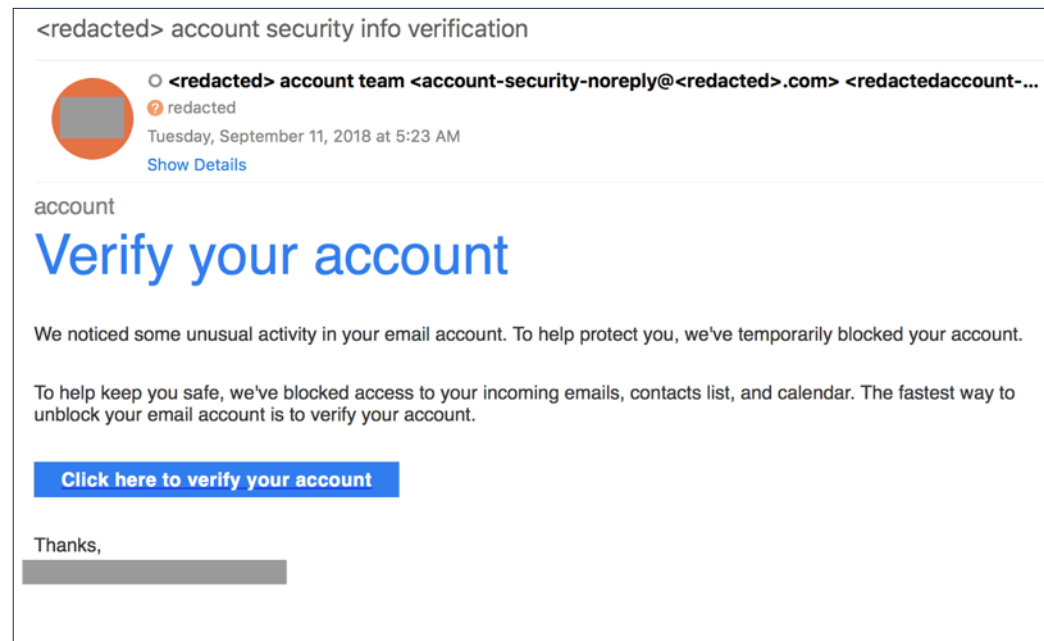 <redacted> account security info verification
<redacted> account team <account-security-noreply@<redacted>.com> <redactedaccount-...
? redacted
Tuesday, September 11, 2018 at 5:23 AM
Show Details
account
Verify your account
We noticed some unusual activity in your email account. To help protect you, we've temporarily blocked your account.
To help keep you safe, we've blocked access to your incoming emails, contacts list, and calendar. The fastest way to
unblock your email account is to verify your account.
Click here to verify your account
Thanks,